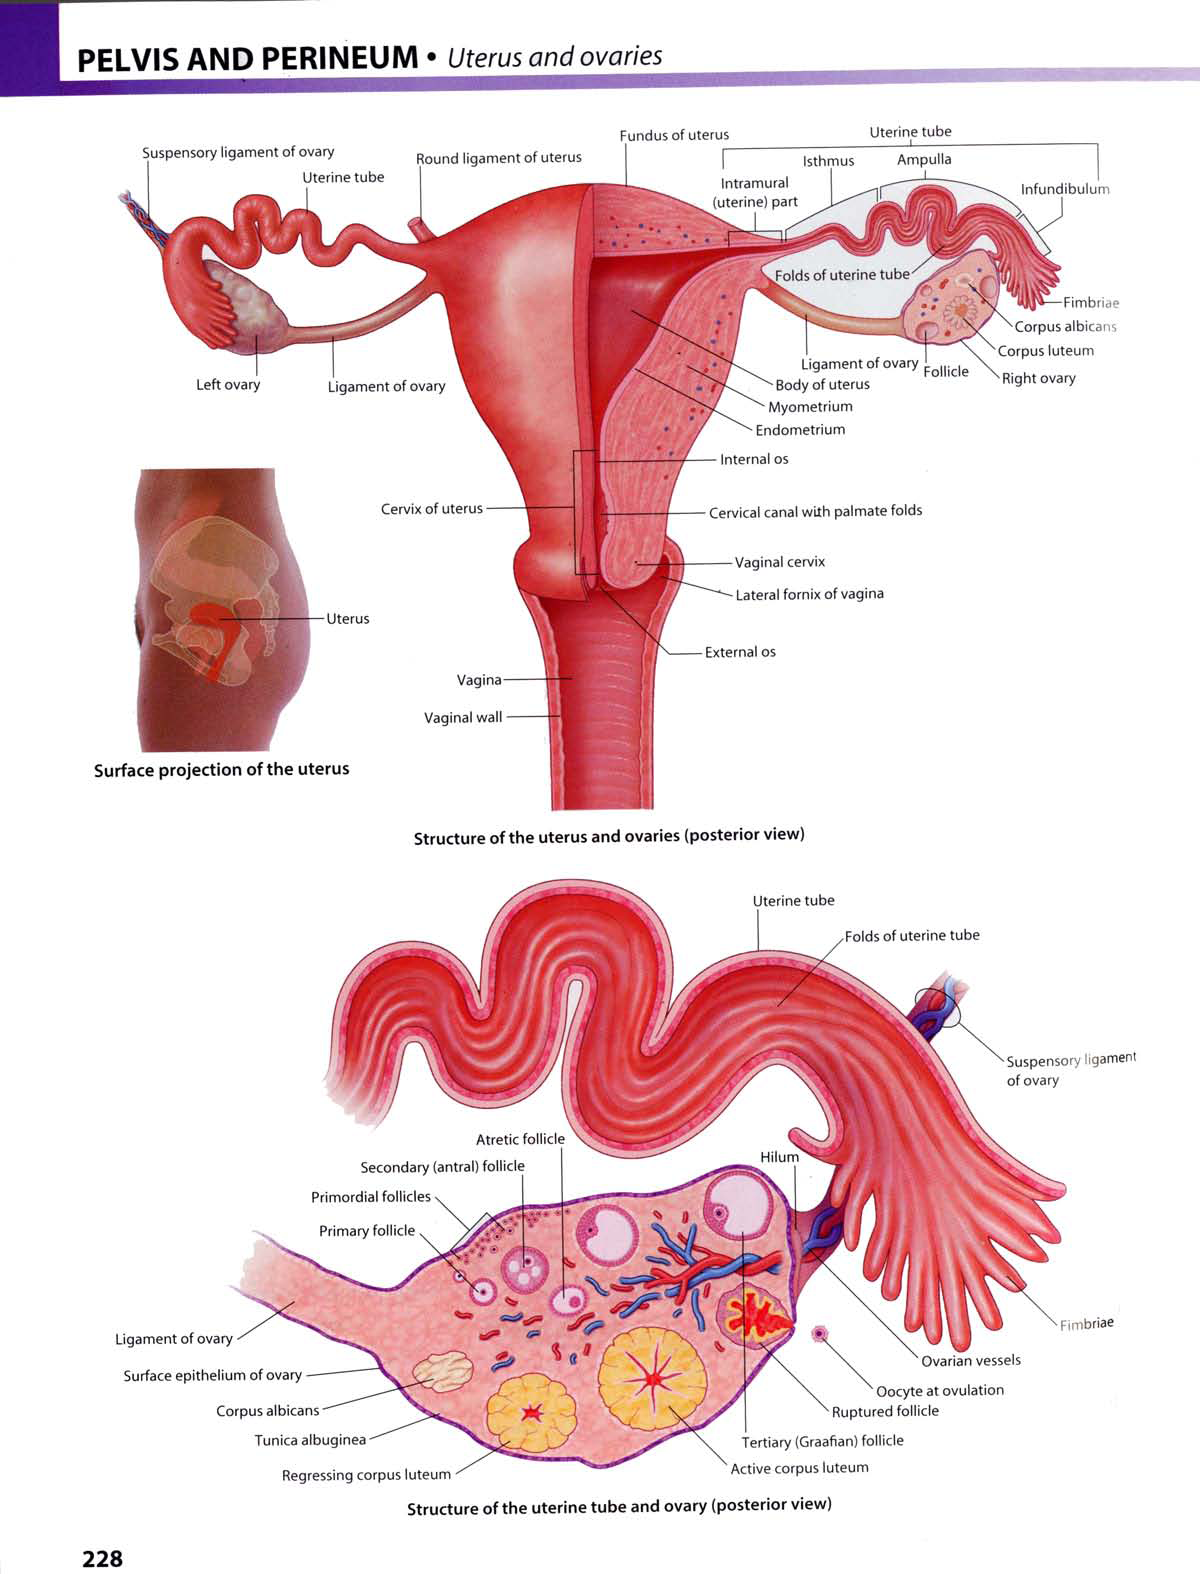 PELVIS AND PERINEUM • Uterus and ovaries
Suspensory ligament of ovary
Uterine tube
Round ligament of uterus
Fundus of uterus
Uterine tube
Isthmus
Ampulla
Intramural
(uterine) part
Infundibulum
Folds of uterine tube
Fimbriae
Corpus albicans
Corpus luteum
Right ovary
Follicle
Ligament of ovary
Left ovary
Ligament of ovary
Body of uterus
Myometrium
Endometrium
Internal os
Cervix of uterus
Cervical canal with palmate folds
Vaginal cervix
Lateral fornix of vagina
External os
Vagina
Vaginal wall
Uterus
Surface projection of the uterus
Structure of the uterus and ovaries (posterior view)
Uterine tube
Folds of uterine tube
Suspensory ligament
of ovary
Atretic follicle
Secondary (antral) follicle
Primordial follicles
Primary follicle
Hilum
Ligament of ovary
Surface epithelium of ovary
Corpus albicans
Tunica albuginea
Regressing corpus luteum
Fimbriae
Ovarian vessels
Oocyte at ovulation
Ruptured follicle
Tertiary (Graafian) follicle
Active corpus luteum
Structure of the uterine tube and ovary (posterior view)
228